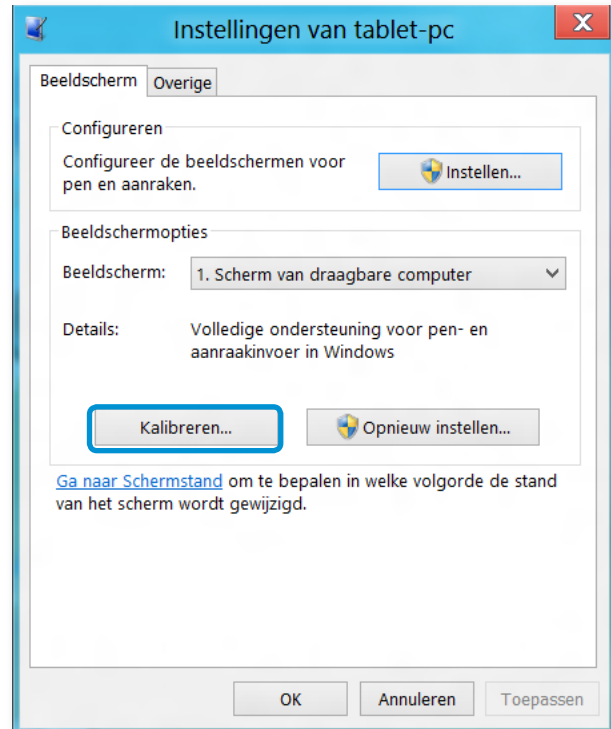 Instellingen van tablet-pc
Beeldscherm
Overige
Configureren
Configureer de beeldschermen voor
pen en aanraken.
Instellen...
Beeldschermopties
Beeldscherm:
1. Scherm van draagbare computer
Details:
Volledige ondersteuning voor pen- en
aanraakinvoer in Windows
Kalibreren...
Opnieuw instellen...
Ga naar Schermstand om te bepalen in welke volgorde de stand
van het scherm wordt gewijzigd.
OK
Annuleren
Toepassen